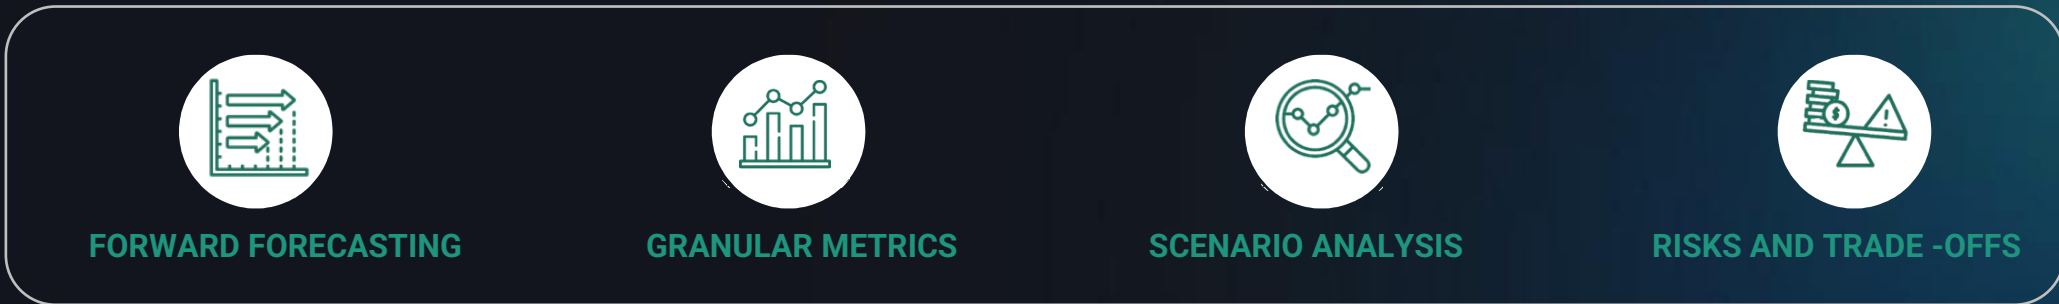 FORWARD FORECASTING
GRANULAR METRICS
SCENARIO ANALYSIS
RISKS AND TRADE -OFFS